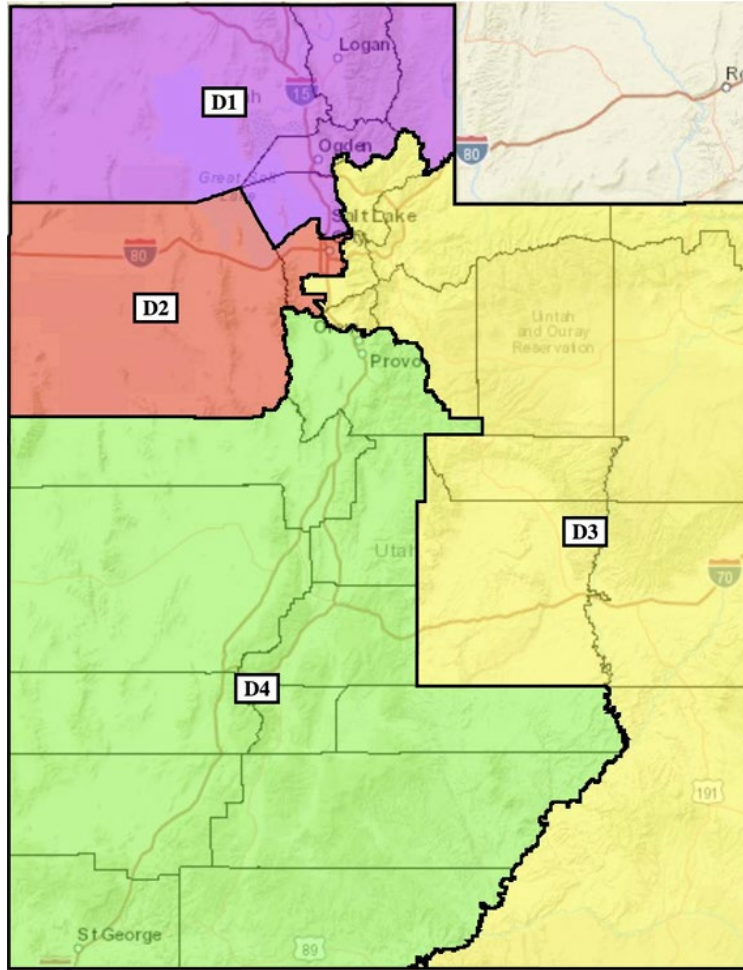 Logan
15
D1
Ogden
80
Great Salt
Lake
Salt Lake
80
D2
Uintah
and Ouray
Reservation
Provo
D3
Utah
70
D4
191
St George
89